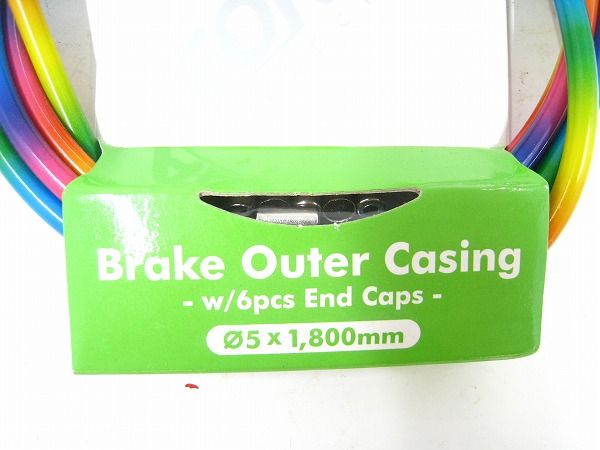 Brake Outer Casing
- w/6pcs End Caps -
Ø5 x 1,800mm